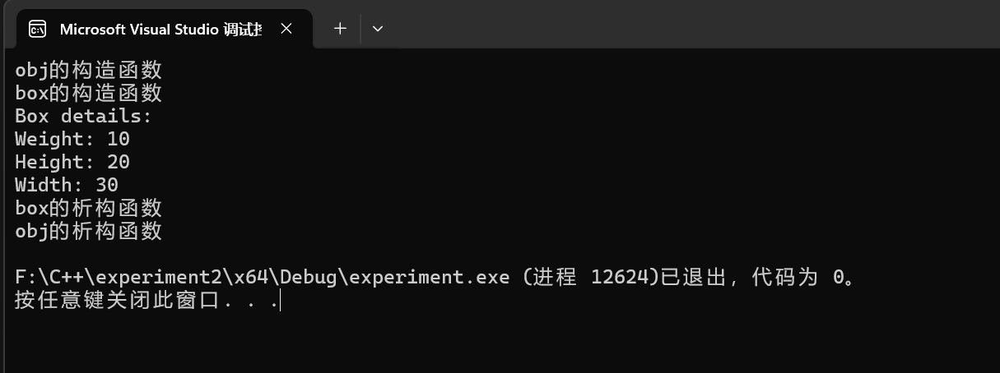 Microsoft Visual Studio 调试
obj的构造函数
box的构造函数
Box details:
Weight: 10
Height: 20
Width: 30
box的析构函数
obj的析构函数
F:\C++\experiment2\x64\Debug\experiment.exe (进程 12624)已退出，代码为 0。
按任意键关闭此窗口. . .